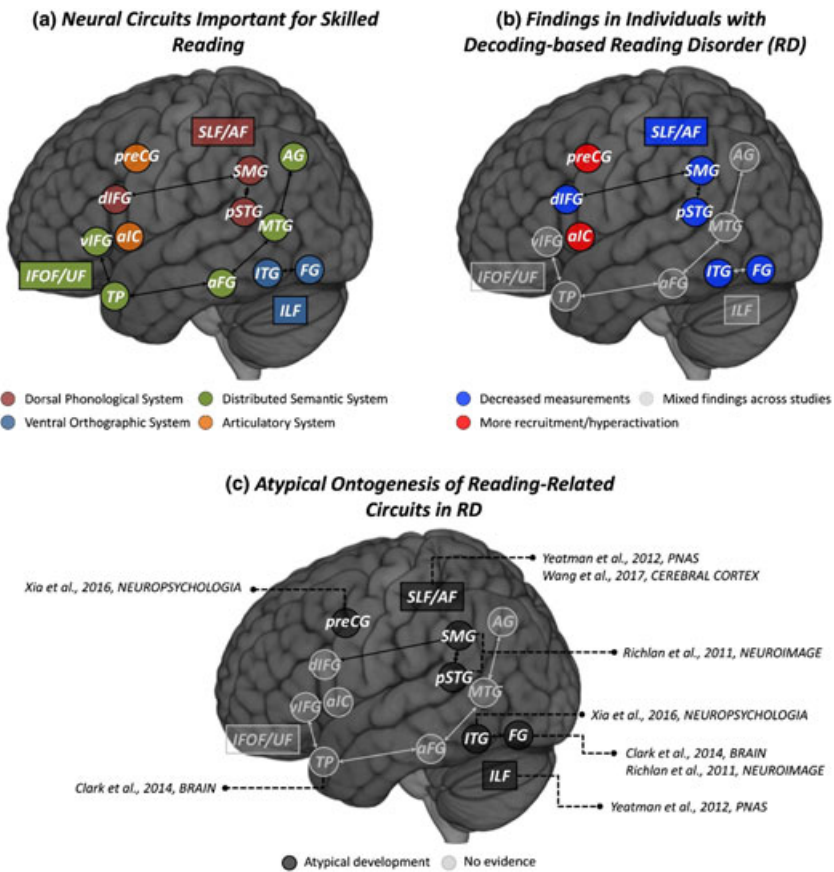 (a) Neural Circuits Important for Skilled
Reading
SLF/AF
preCG
AG
SMG
dIFG
pSTG
MTG
vIFG
aIC
IFOF/UF
aFG
ITG
FG
TP
ILF
Dorsal Phonological System
Distributed Semantic System
Ventral Orthographic System
Articulatory System
(b) Findings in Individuals with
Decoding-based Reading Disorder (RD)
SLF/AF
preCG
AG
SMG
dIFG
pSTG
MTG
vIFG
aIC
IFOF/UF
aFG
ITG
FG
TP
ILF
Decreased measurements
Mixed findings across studies
More recruitment/hyperactivation
(c) Atypical Ontogenesis of Reading-Related
Circuits in RD
Yeatman et al., 2012, PNAS
Wang et al., 2017, CEREBRAL CORTEX
Xia et al., 2016, NEUROPSYCHOLOGIA
SLF/AF
preCG
AG
SMG
Richlan et al., 2011, NEUROIMAGE
dIFG
pSTG
MTG
vIFG
aIC
Xia et al., 2016, NEUROPSYCHOLOGIA
IFOF/UF
aFG
ITG
FG
Clark et al., 2014, BRAIN
Richlan et al., 2011, NEUROIMAGE
TP
ILF
Clark et al., 2014, BRAIN
Yeatman et al., 2012, PNAS
Atypical development
No evidence